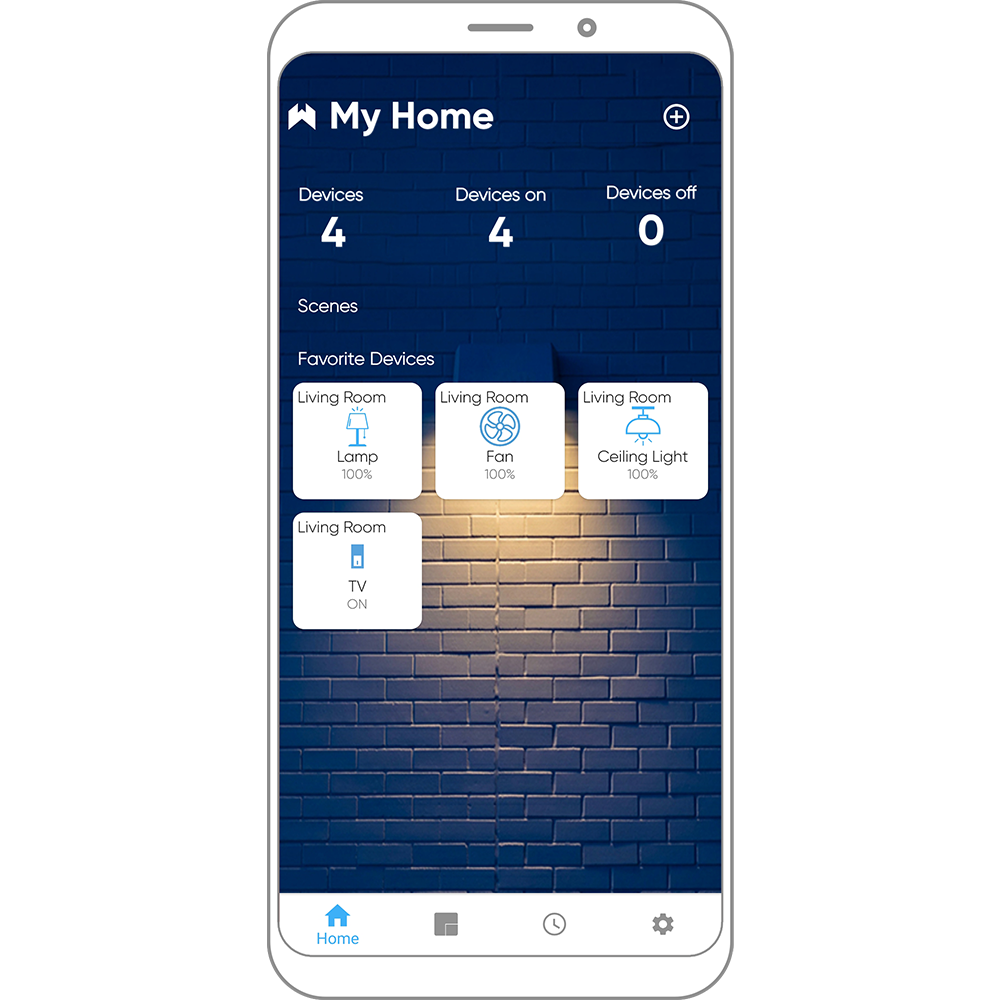 My Home
Devices
4
Devices on
4
Devices off
0
Scenes
Favorite Devices
Living Room
Lamp
100%
Living Room
Fan
100%
Living Room
Ceiling Light
100%
Living Room
TV
ON
Home